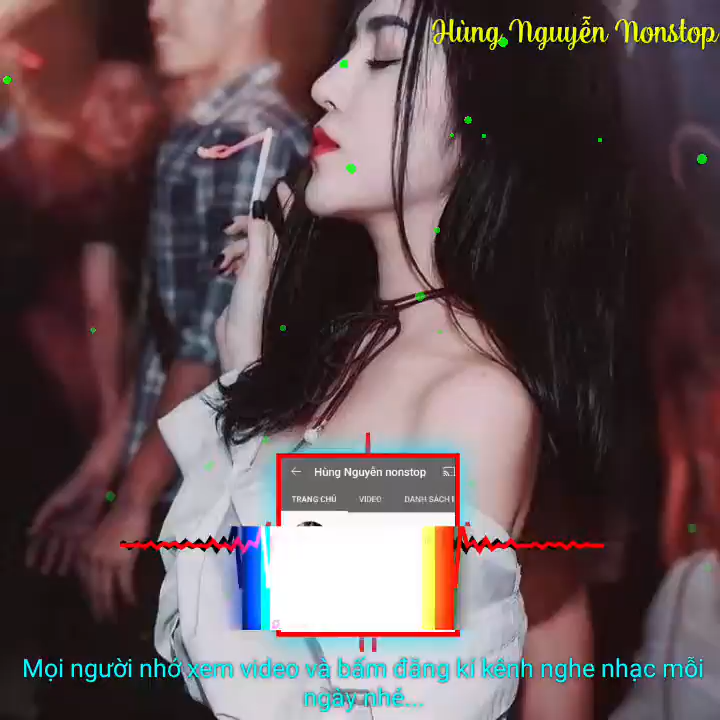 Hùng Nguyễn Nonstop
Hùng Nguyễn nonstop
TRANG CHỦ VIDEO DANH SÁCH
Mọi người nhớ xem video và bấm đăng kí kênh nghe nhạc mỗi
ngày nhé...